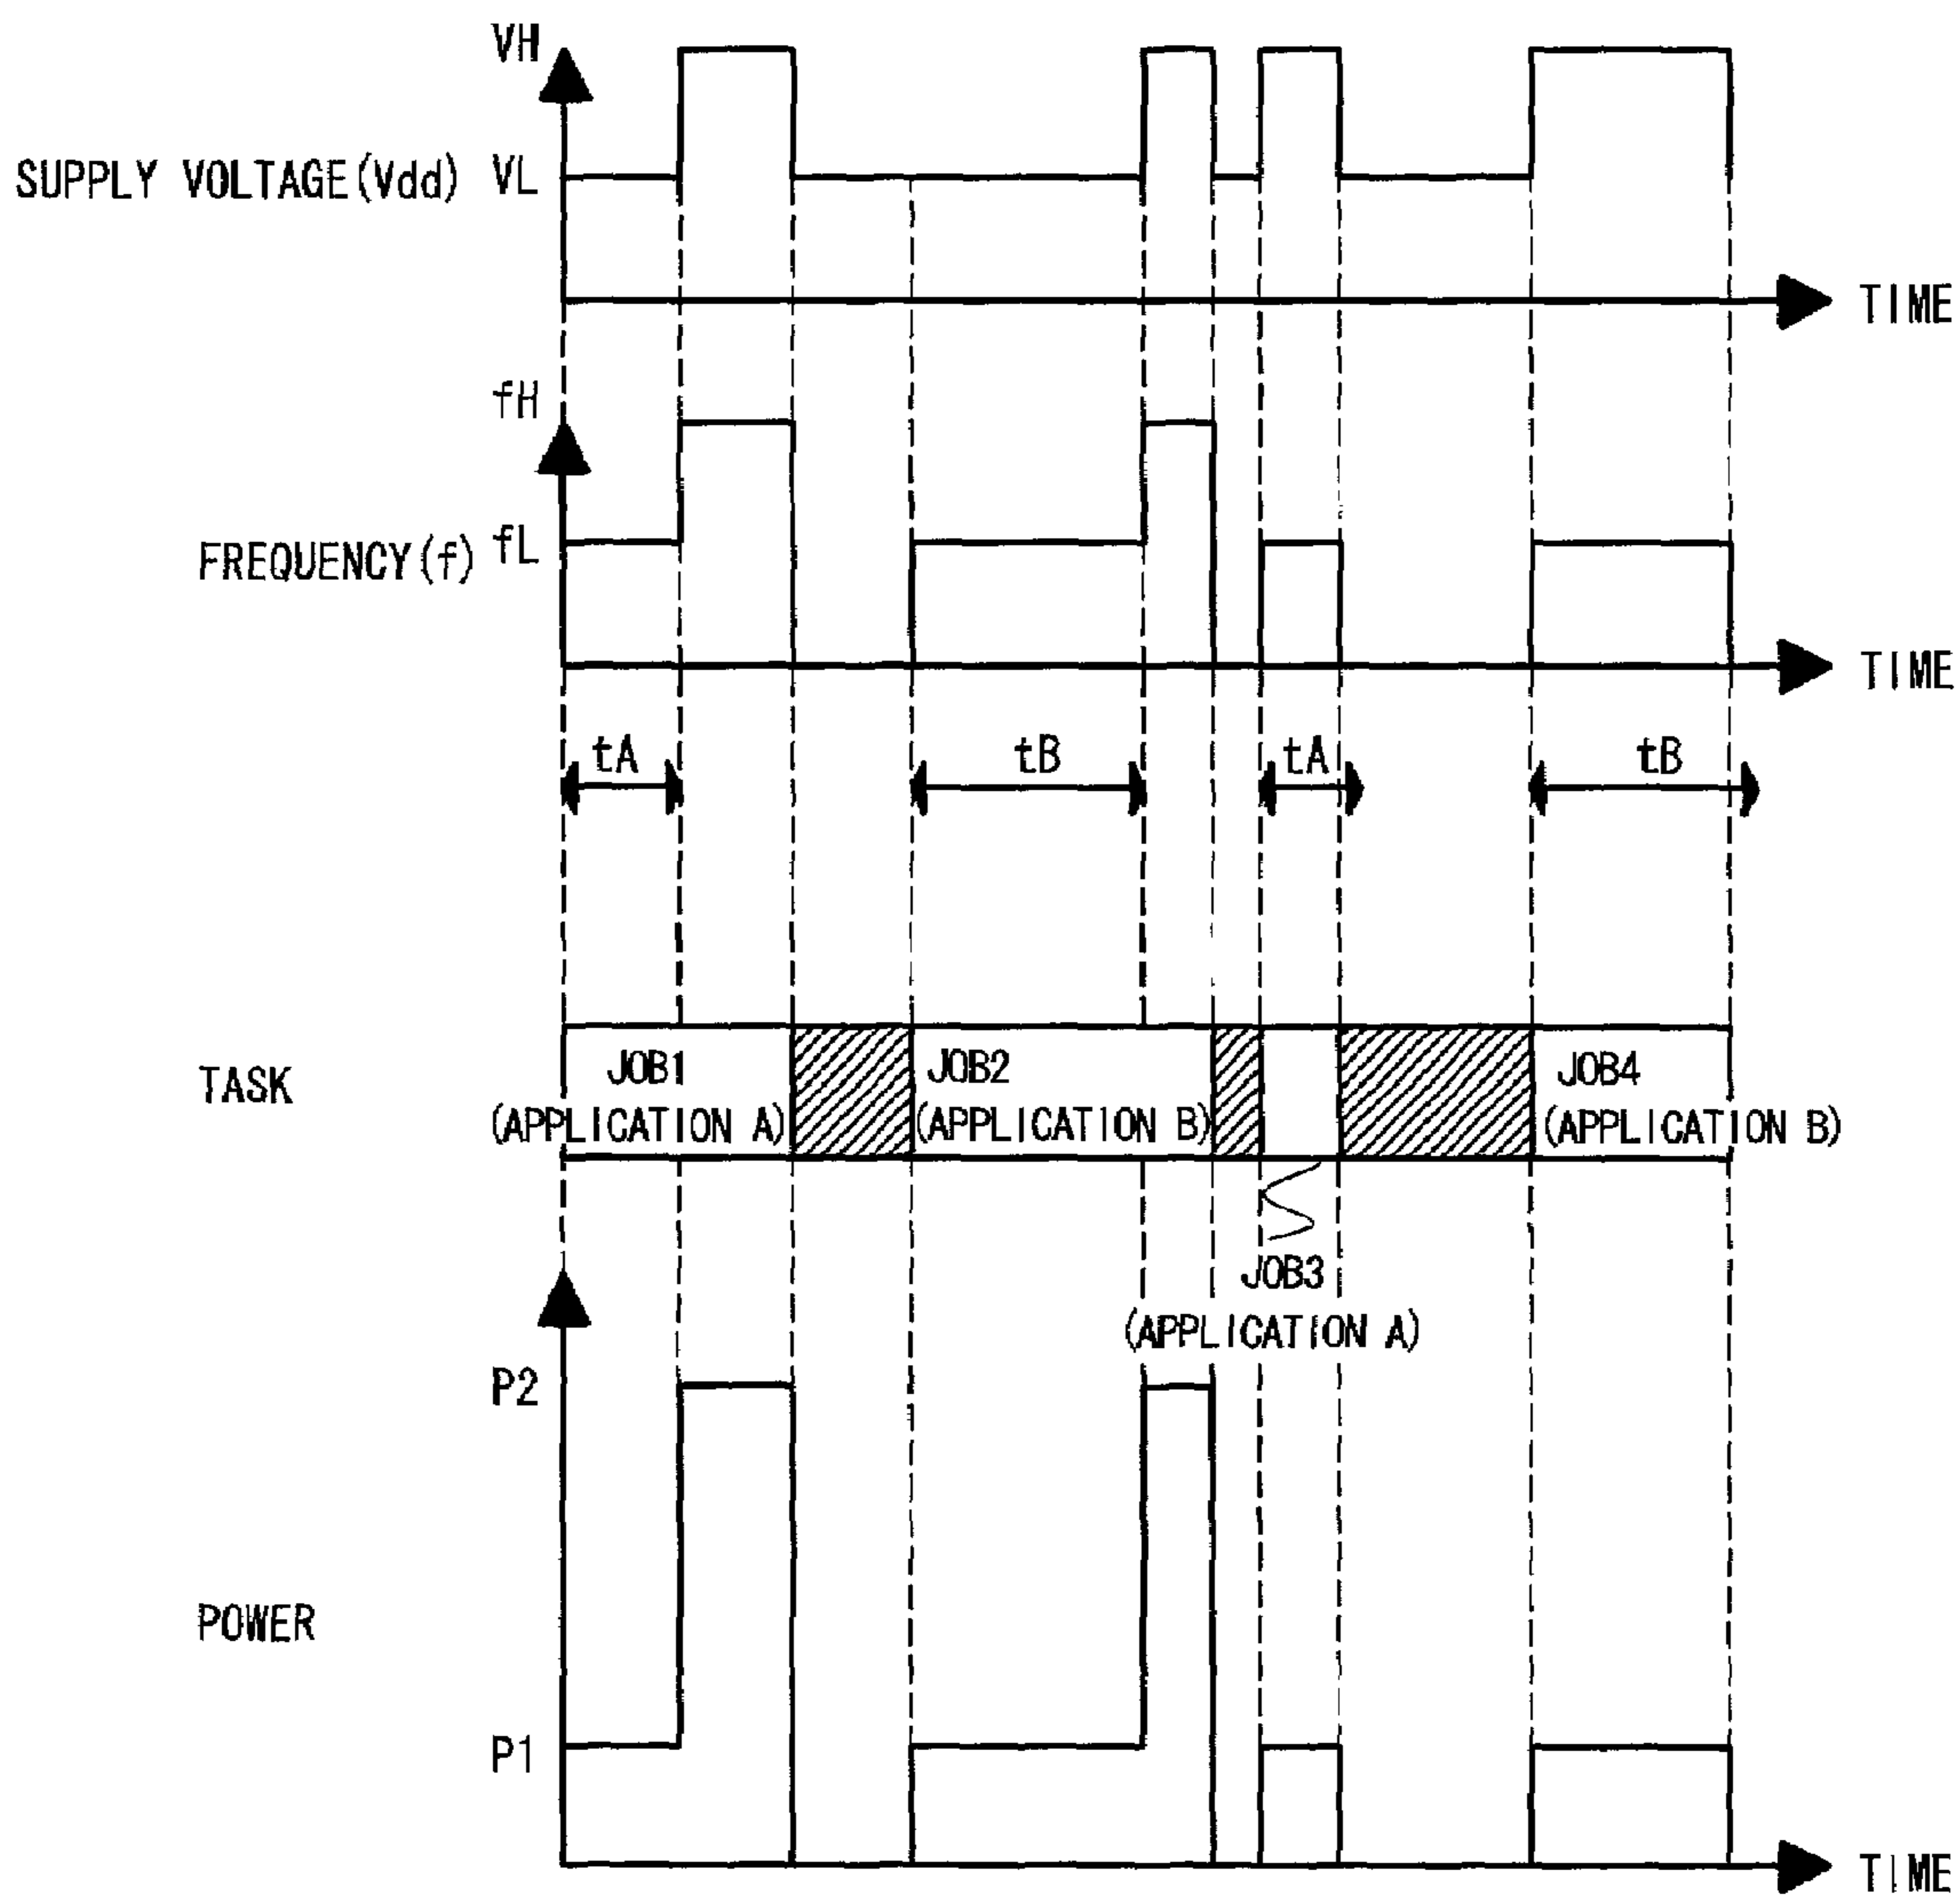 VH
SUPPLY VOLTAGE(Vdd) VL
TIME
fH
FREQUENCY(f) fL
TIME
tA tB tA tB
TASK
JOB1
(APPLICATION A)
JOB2
(APPLICATION B)
JOB4
(APPLICATION B)
JOB3
(APPLICATION A)
P2
POWER
P1
TIME